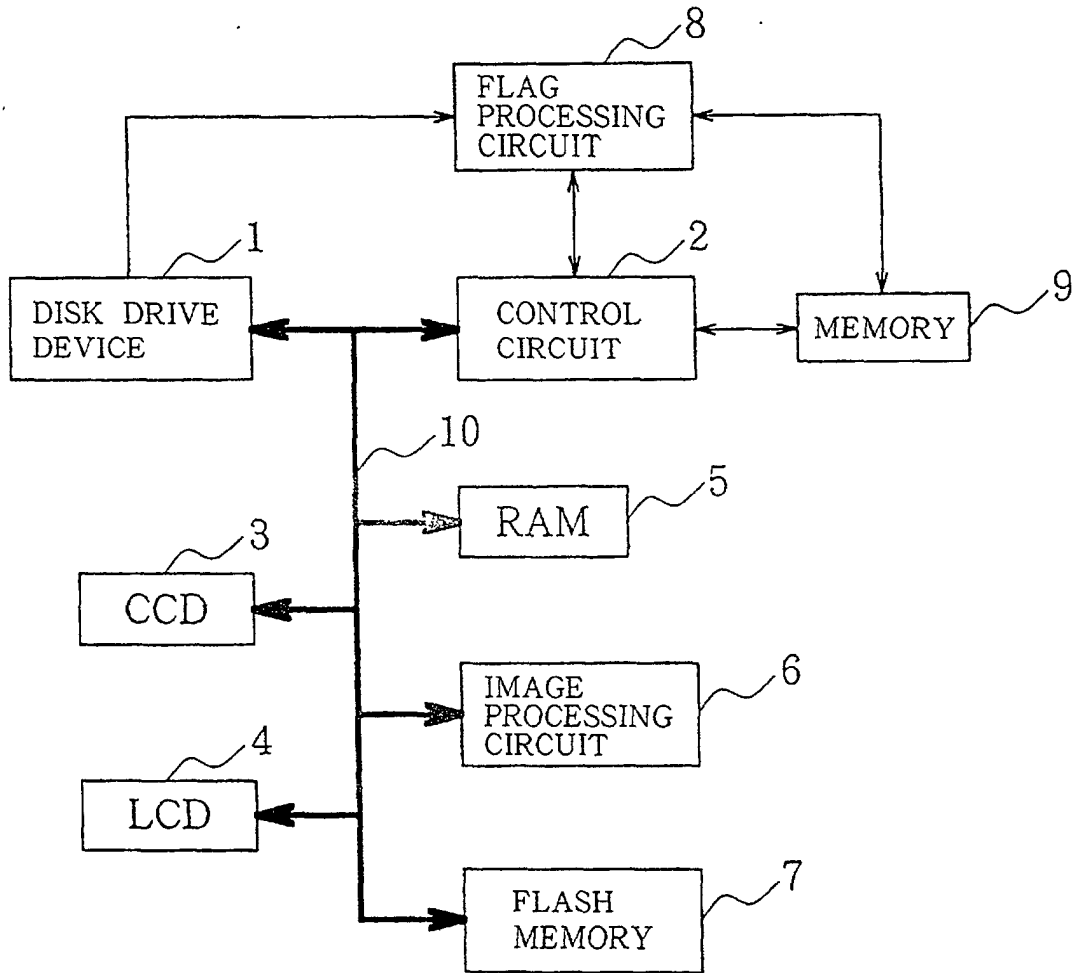 8
FLAG
PROCESSING
CIRCUIT
1
2
9
DISK DRIVE
DEVICE
CONTROL
CIRCUIT
MEMORY
10
5
RAM
3
CCD
6
IMAGE
PROCESSING
CIRCUIT
4
LCD
7
FLASH
MEMORY